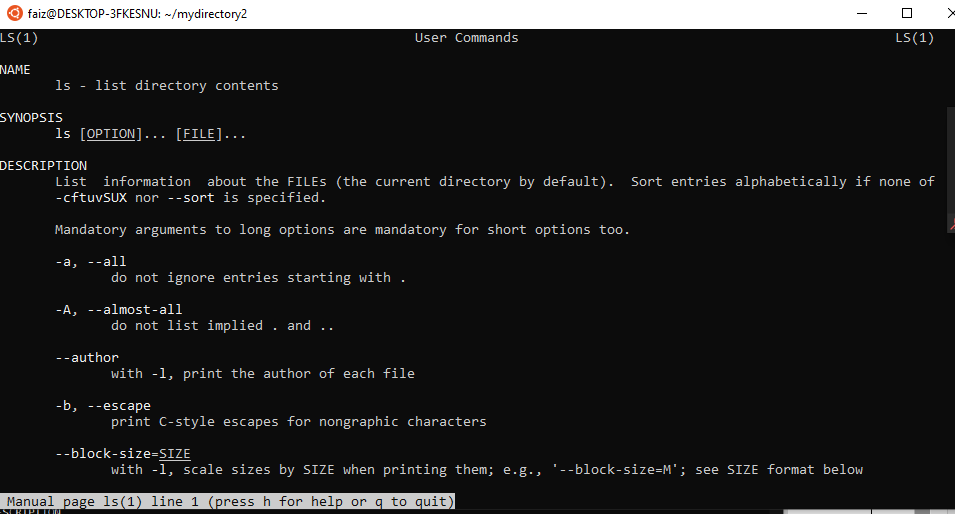 faiz@DESKTOP-3FKESNU: ~/mydirectory2
LS(1) User Commands LS(1)
NAME
ls - list directory contents
SYNOPSIS
ls [OPTION]... [FILE]...
DESCRIPTION
List information about the FILEs (the current directory by default). Sort entries alphabetically if none of
-cftuvSUX nor --sort is specified.
Mandatory arguments to long options are mandatory for short options too.
-a, --all
do not ignore entries starting with .
-A, --almost-all
do not list implied . and ..
--author
with -l, print the author of each file
-b, --escape
print C-style escapes for nongraphic characters
--block-size=SIZE
with -l, scale sizes by SIZE when printing them; e.g., '--block-size=M'; see SIZE format below
Manual page ls(1) line 1 (press h for help or q to quit)